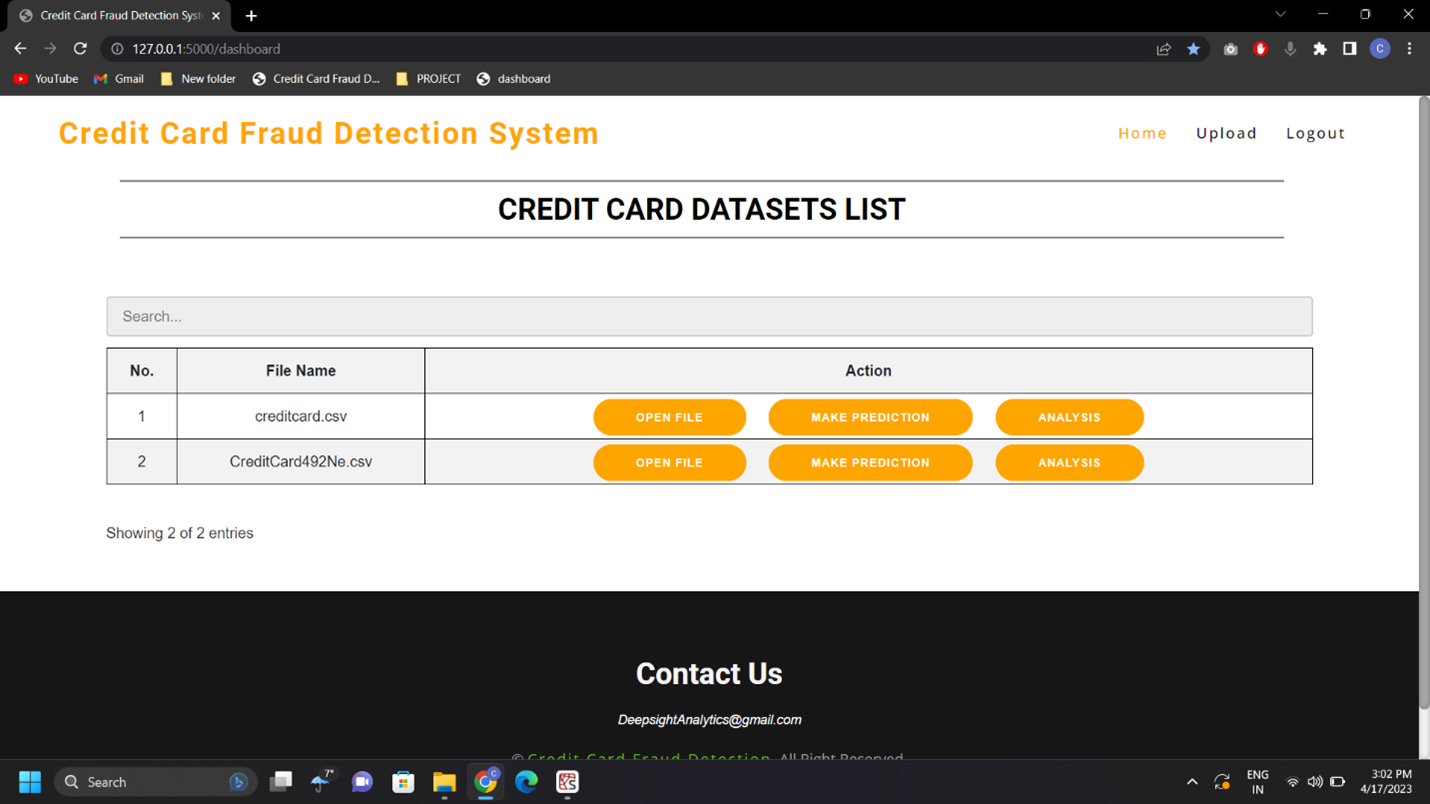 Credit Card Fraud Detection Syst
127.0.0.1:5000/dashboard
YouTube Gmail New folder Credit Card Fraud D... PROJECT dashboard
Credit Card Fraud Detection System
Home Upload Logout
CREDIT CARD DATASETS LIST
Search...
No. File Name Action
1 creditcard.csv OPEN FILE MAKE PREDICTION ANALYSIS
2 CreditCard492Ne.csv OPEN FILE MAKE PREDICTION ANALYSIS
Showing 2 of 2 entries
Contact Us
DeepsightAnalytics@gmail.com
© Credit Card Fraud Detection. All Right Reserved
Search 7° ENG IN 3:02 PM
4/17/2023